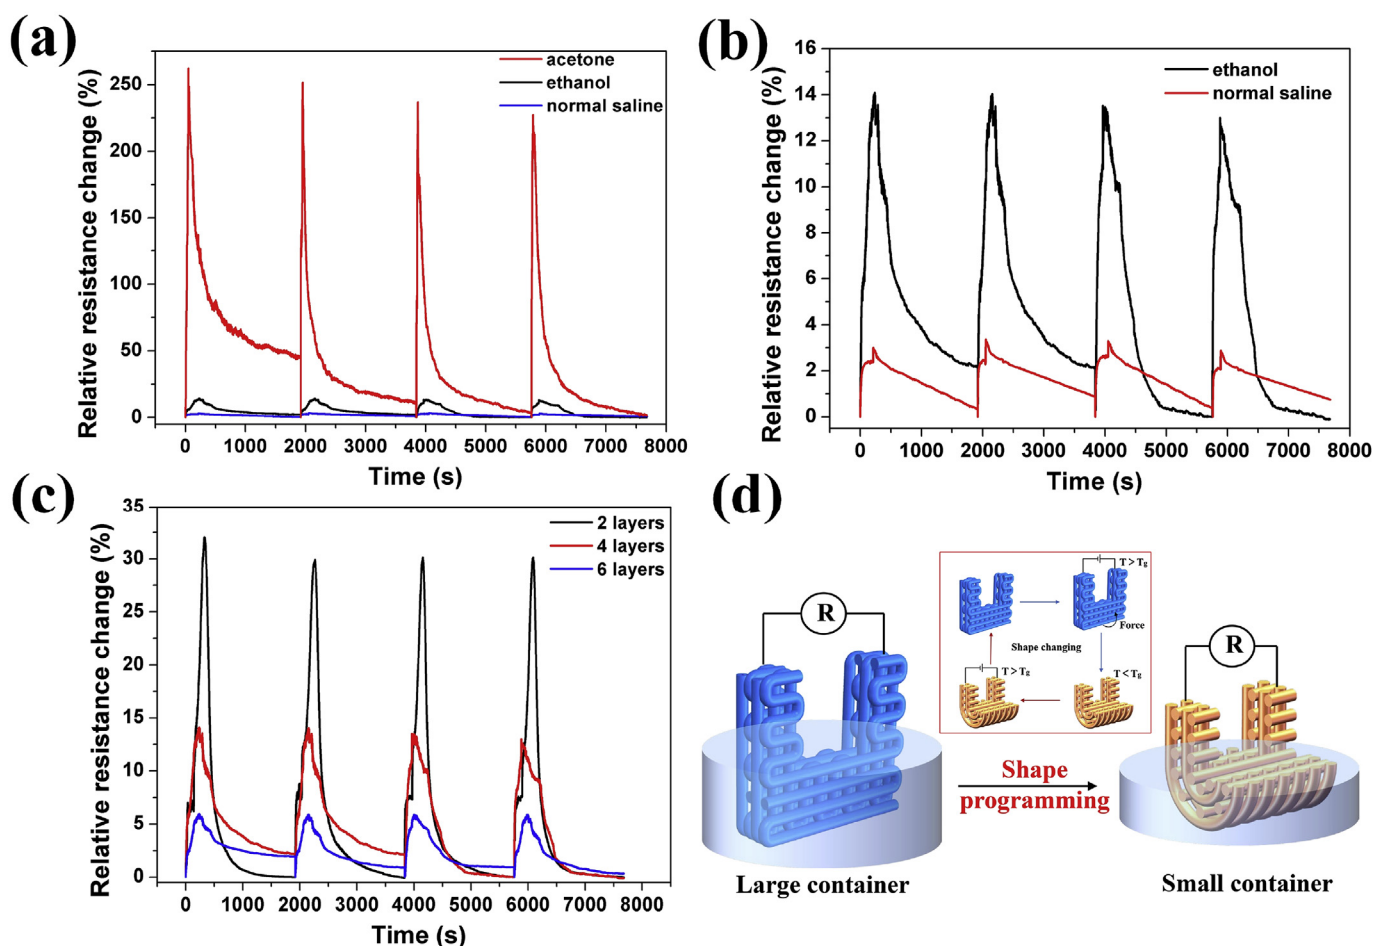 (a)
Relative resistance change (%)
250
200
150
100
50
0
acetone
ethanol
normal saline
0 1000 2000 3000 4000 5000 6000 7000 8000
Time (s)
(b)
Relative resistance change (%)
16
14
12
10
8
6
4
2
0
ethanol
normal saline
0 1000 2000 3000 4000 5000 6000 7000 8000
Time (s)
(c)
Relative resistance change (%)
35
30
25
20
15
10
5
0
2 layers
4 layers
6 layers
0 1000 2000 3000 4000 5000 6000 7000 8000
Time (s)
(d)
R
T > Tg
Force
Shape changing
T > Tg
T < Tg
R
Shape
programming
Large container
Small container